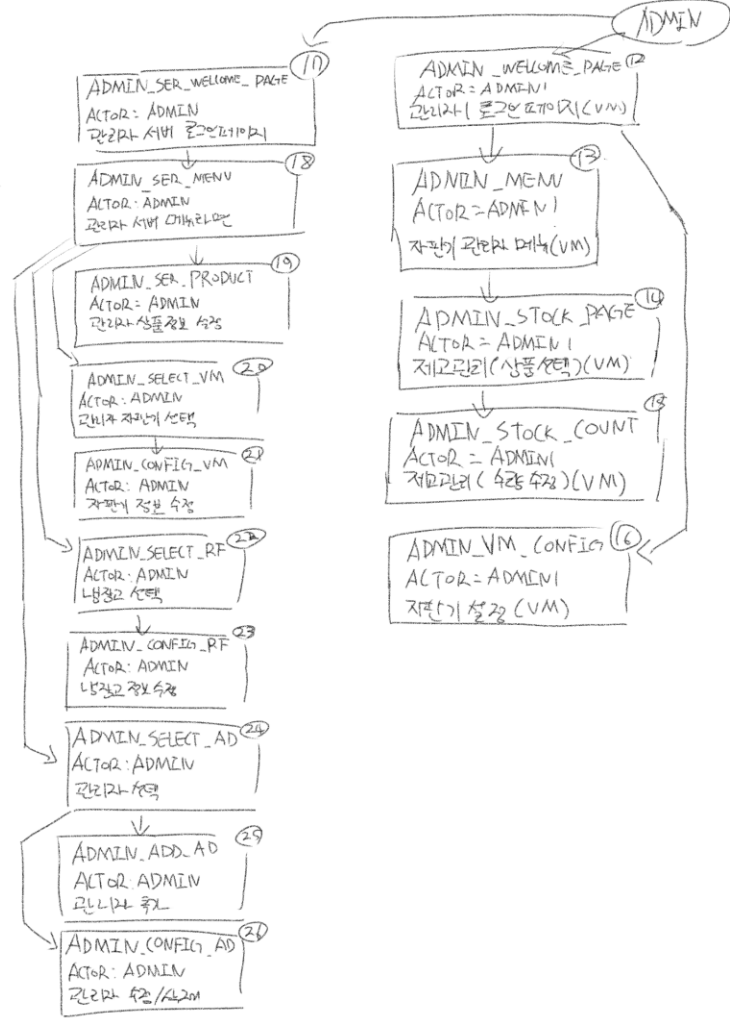 ADMIN
17
ADMIN_SER_WELCOME_PAGE
ACTOR: ADMIN
관리자 서버 로그인페이지
18
ADMIN_SER_MENU
ACTOR: ADMIN
관리자 서버 메뉴화면
19
ADMIN_SER_PRODUCT
ACTOR: ADMIN
관리자 상품정보 수정
20
ADMIN_SELECT_VM
ACTOR: ADMIN
관리자 자판기 선택
21
ADMIN_CONFIG_VM
ACTOR: ADMIN
자판기 정보 수정
22
ADMIN_SELECT_RF
ACTOR: ADMIN
냉장고 선택
23
ADMIN_CONFIG_RF
ACTOR: ADMIN
냉장고 정보수정
24
ADMIN_SELECT_AD
ACTOR: ADMIN
관리자 선택
25
ADMIN_ADD_AD
ACTOR: ADMIN
관리자 추가
26
ADMIN_CONFIG_AD
ACTOR: ADMIN
관리자 수정/삭제
12
ADMIN_WELCOME_PAGE
ACTOR = ADMIN1
관리자1 로그인 페이지(VM)
13
ADMIN_MENU
ACTOR = ADMIN1
자판기 관리자 메뉴(VM)
14
ADMIN_STOCK_PAGE
ACTOR = ADMIN1
재고관리(상품선택)(VM)
15
ADMIN_STOCK_COUNT
ACTOR = ADMIN1
재고관리(수량 수정)(VM)
16
ADMIN_VM_CONFIG
ACTOR = ADMIN1
자판기 설정(VM)